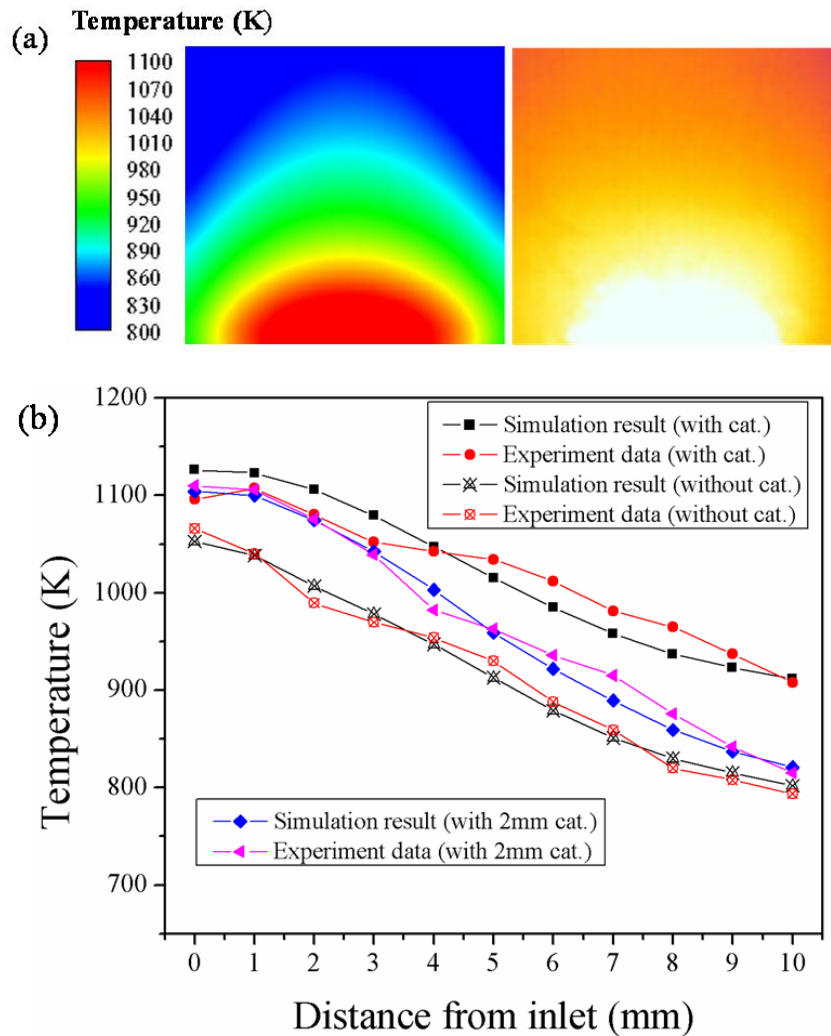 (a)
Temperature (K)
1100
1070
1040
1010
980
950
920
890
860
830
800
(b)
1200
1100
1000
900
800
700
Temperature (K)
Simulation result (with cat.)
Experiment data (with cat.)
Simulation result (without cat.)
Experiment data (without cat.)
Simulation result (with 2mm cat.)
Experiment data (with 2mm cat.)
0 1 2 3 4 5 6 7 8 9 10
Distance from inlet (mm)